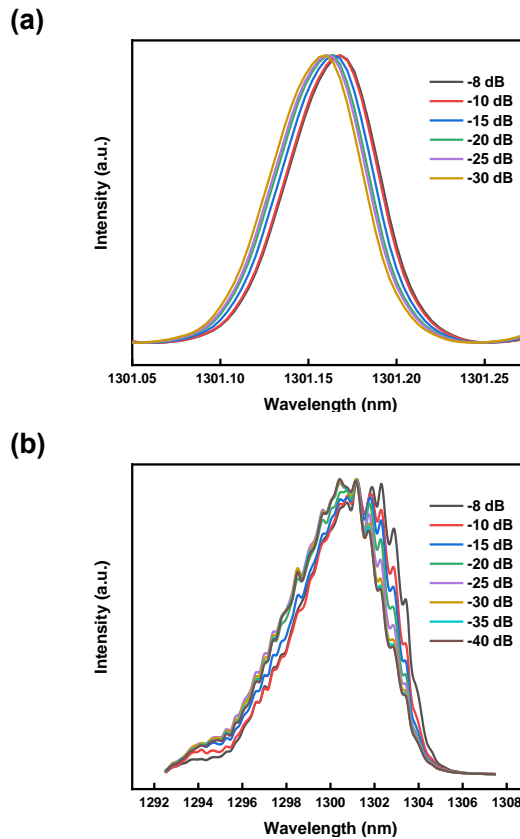 (a)
-8 dB
-10 dB
-15 dB
-20 dB
-25 dB
-30 dB
Intensity (a.u.)
1301.05 1301.10 1301.15 1301.20 1301.25
Wavelength (nm)
(b)
-8 dB
-10 dB
-15 dB
-20 dB
-25 dB
-30 dB
-35 dB
-40 dB
Intensity (a.u.)
1292 1294 1296 1298 1300 1302 1304 1306 1308
Wavelength (nm)